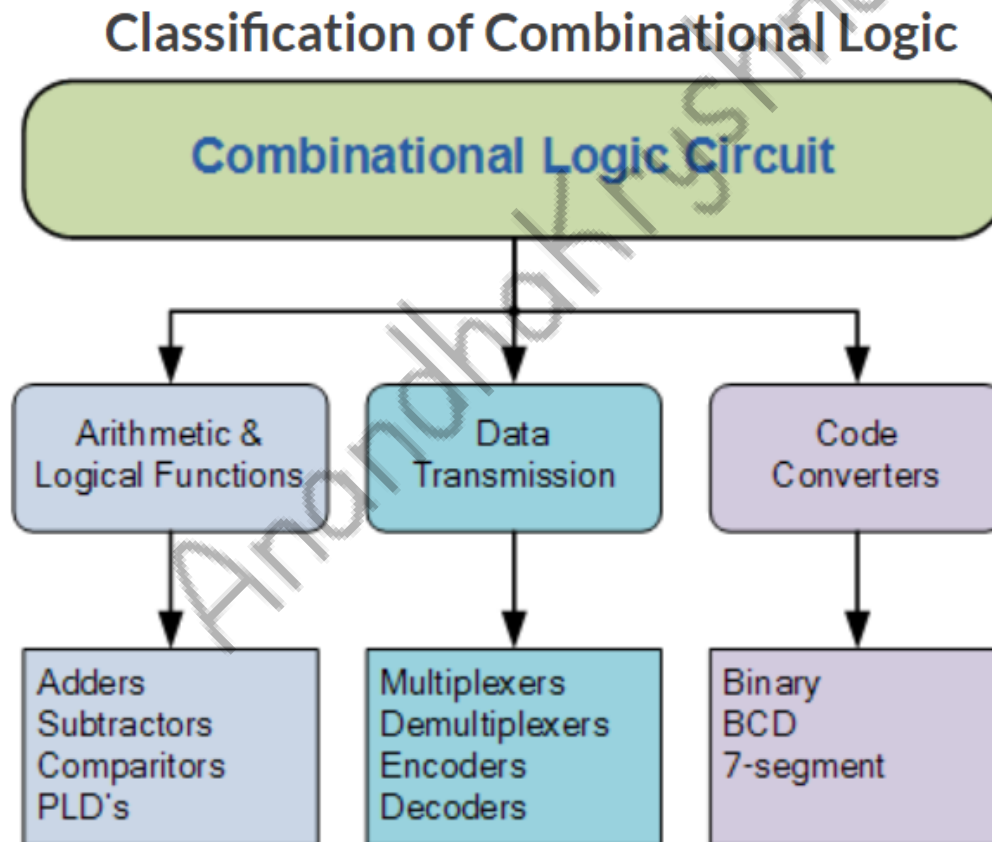 Classification of Combinational Logic
Combinational Logic Circuit
Arithmetic &
Logical Functions
Data
Transmission
Code
Converters
Adders
Subtractors
Comparitors
PLD's
Multiplexers
Demultiplexers
Encoders
Decoders
Binary
BCD
7-segment